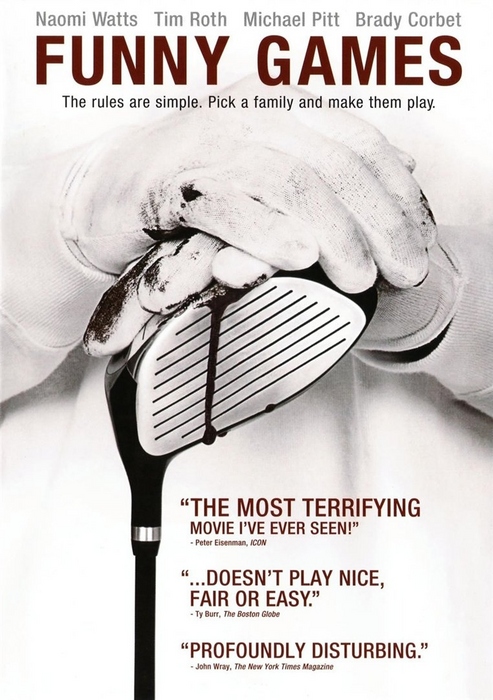 Naomi Watts Tim Roth Michael Pitt Brady Corbet
FUNNY GAMES
The rules are simple. Pick a family and make them play.
“THE MOST TERRIFYING
MOVIE I’VE EVER SEEN!”
- Peter Eisenman, ICON
“...DOESN’T PLAY NICE,
FAIR OR EASY.”
- Ty Burr, The Boston Globe
“PROFOUNDLY DISTURBING.”
- John Wray, The New York Times Magazine